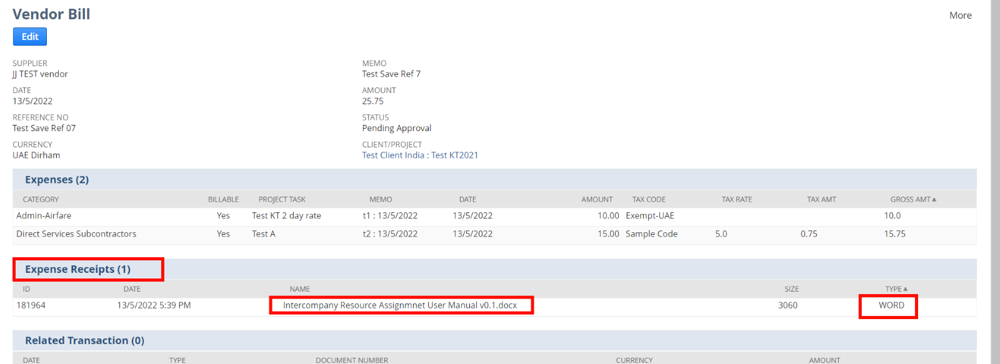 Vendor Bill
More
Edit
SUPPLIER
JJ TEST vendor
MEMO
Test Save Ref 7
DATE
13/5/2022
AMOUNT
25.75
REFERENCE NO
Test Save Ref 07
STATUS
Pending Approval
CURRENCY
UAE Dirham
CLIENT/PROJECT
Test Client India : Test KT2021
Expenses (2)
CATEGORY BILLABLE PROJECT TASK MEMO DATE AMOUNT TAX CODE TAX RATE TAX AMT GROSS AMT▲
Admin-Airfare Yes Test KT 2 day rate t1 : 13/5/2022 13/5/2022 10.00 Exempt-UAE 10.0
Direct Services Subcontractors Yes Test A t2 : 13/5/2022 13/5/2022 15.00 Sample Code 5.0 0.75 15.75
Expense Receipts (1)
ID DATE NAME SIZE TYPE▲
181964 13/5/2022 5:39 PM Intercompany Resource Assignmnet User Manual v0.1.docx 3060 WORD
Related Transaction (0)
DATE TYPE DOCUMENT NUMBER CURRENCY AMOUNT